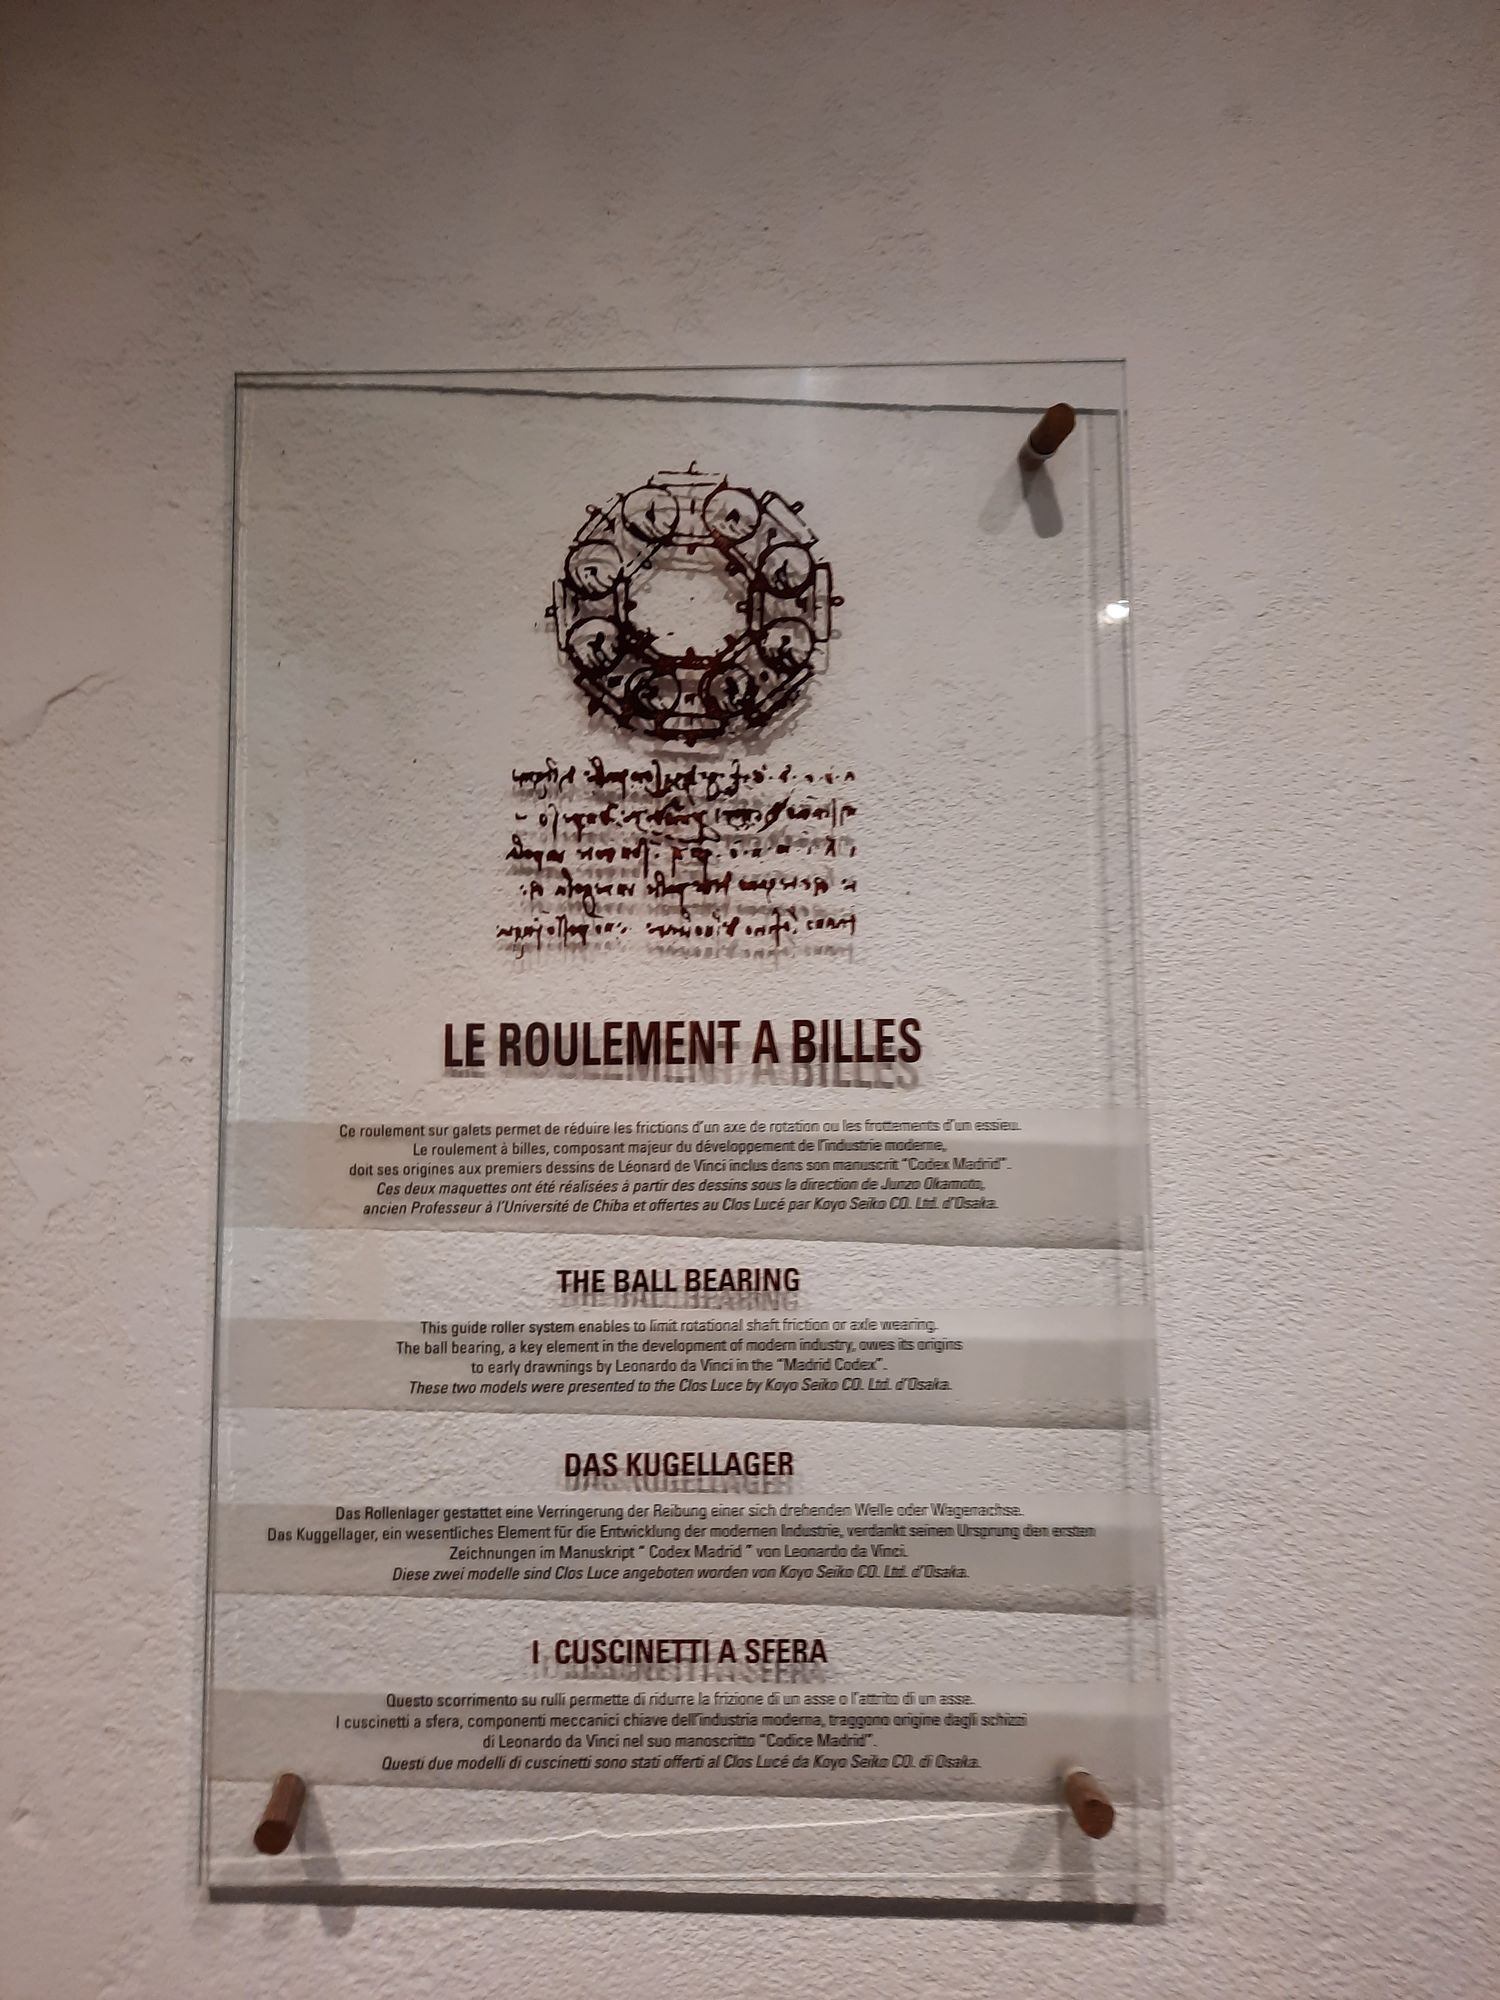 LE ROULEMENT A BILLES
Ce roulement sur galets permet de réduire les frictions d'un axe de rotation ou les frottements d'un essieu.
Le roulement à billes, composant majeur du développement de l'industrie moderne,
doit ses origines aux premiers dessins de Léonard de Vinci inclus dans son manuscrit "Codex Madrid".
Ces deux maquettes ont été réalisées à partir des dessins sous la direction de Junzo Okamoto,
ancien Professeur à l'Université de Chiba et offertes au Clos Lucé par Koyo Seiko CO. Ltd. d'Osaka.
THE BALL BEARING
This guide roller system enables to limit rotational shaft friction or axle wearing.
The ball bearing, a key element in the development of modern industry, owes its origins
to early drawnings by Leonardo da Vinci in the "Madrid Codex".
These two models were presented to the Clos Luce by Koyo Seiko CO. Ltd. d'Osaka.
DAS KUGELLAGER
Das Rollenlager gestattet eine Verringerung der Reibung einer sich drehenden Welle oder Wagenachse.
Das Kuggellager, ein wesentliches Element für die Entwicklung der modernen Industrie, verdankt seinen Ursprung den ersten
Zeichnungen im Manuskript " Codex Madrid " von Leonardo da Vinci.
Diese zwei modelle sind Clos Luce angeboten worden von Koyo Seiko CO. Ltd. d'Osaka.
I CUSCINETTI A SFERA
Questo scorrimento su rulli permette di ridurre la frizione di un asse o l'attrito di un asse.
I cuscinetti a sfera, componenti meccanici chiave dell'industria moderna, traggono origine dagli schizzi
di Leonardo da Vinci nel suo manoscritto "Codice Madrid".
Questi due modelli di cuscinetti sono stati offerti al Clos Lucé da Koyo Seiko CO. di Osaka.